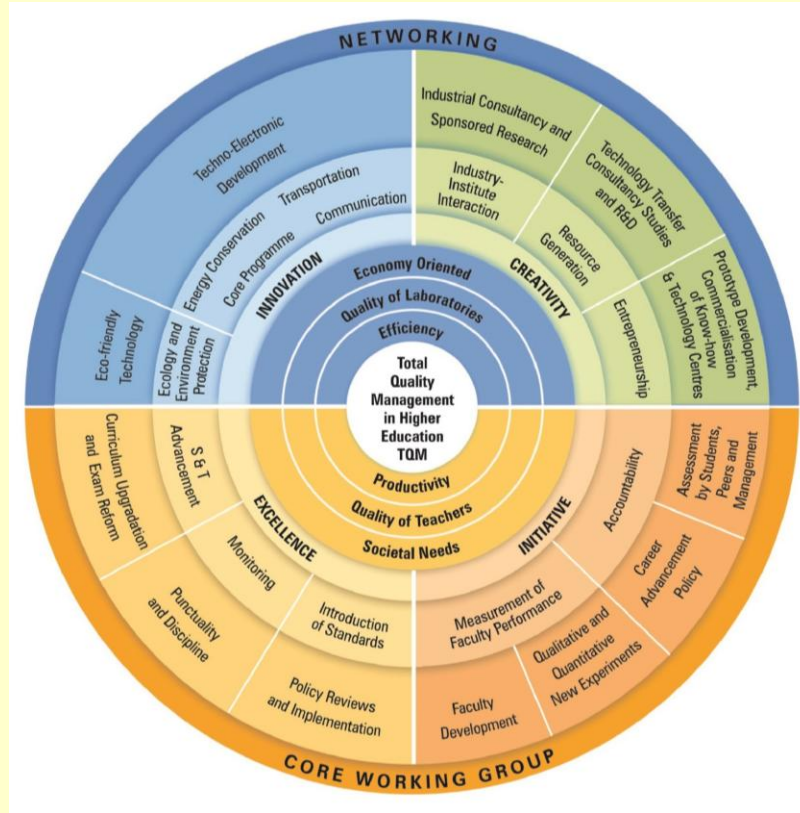 NETWORKING
Techno-Electronic
Development
Eco-friendly
Technology
Transportation
Communication
Energy Conservation
Core Programme
Ecology and
Environment
Protection
INNOVATION
Industrial Consultancy and
Sponsored Research
Technology Transfer
Consultancy Studies
and R&D
Prototype Development,
Commercialisation
of Know-how
& Technology Centres
Industry-
Institute
Interaction
Resource
Generation
Entrepreneurship
CREATIVITY
Economy Oriented
Quality of Laboratories
Efficiency
Total
Quality
Management
in Higher
Education
TQM
Productivity
Quality of Teachers
Societal Needs
EXCELLENCE
S & T
Advancement
Monitoring
Introduction
of Standards
Curriculum Upgradation
and Exam Reform
Punctuality
and Discipline
Policy Reviews
and Implementation
INITIATIVE
Accountability
Measurement of
Faculty Performance
Assessment
by Students,
Peers and
Management
Career
Advancement
Policy
Qualitative and
Quantitative
New Experiments
Faculty
Development
CORE WORKING GROUP